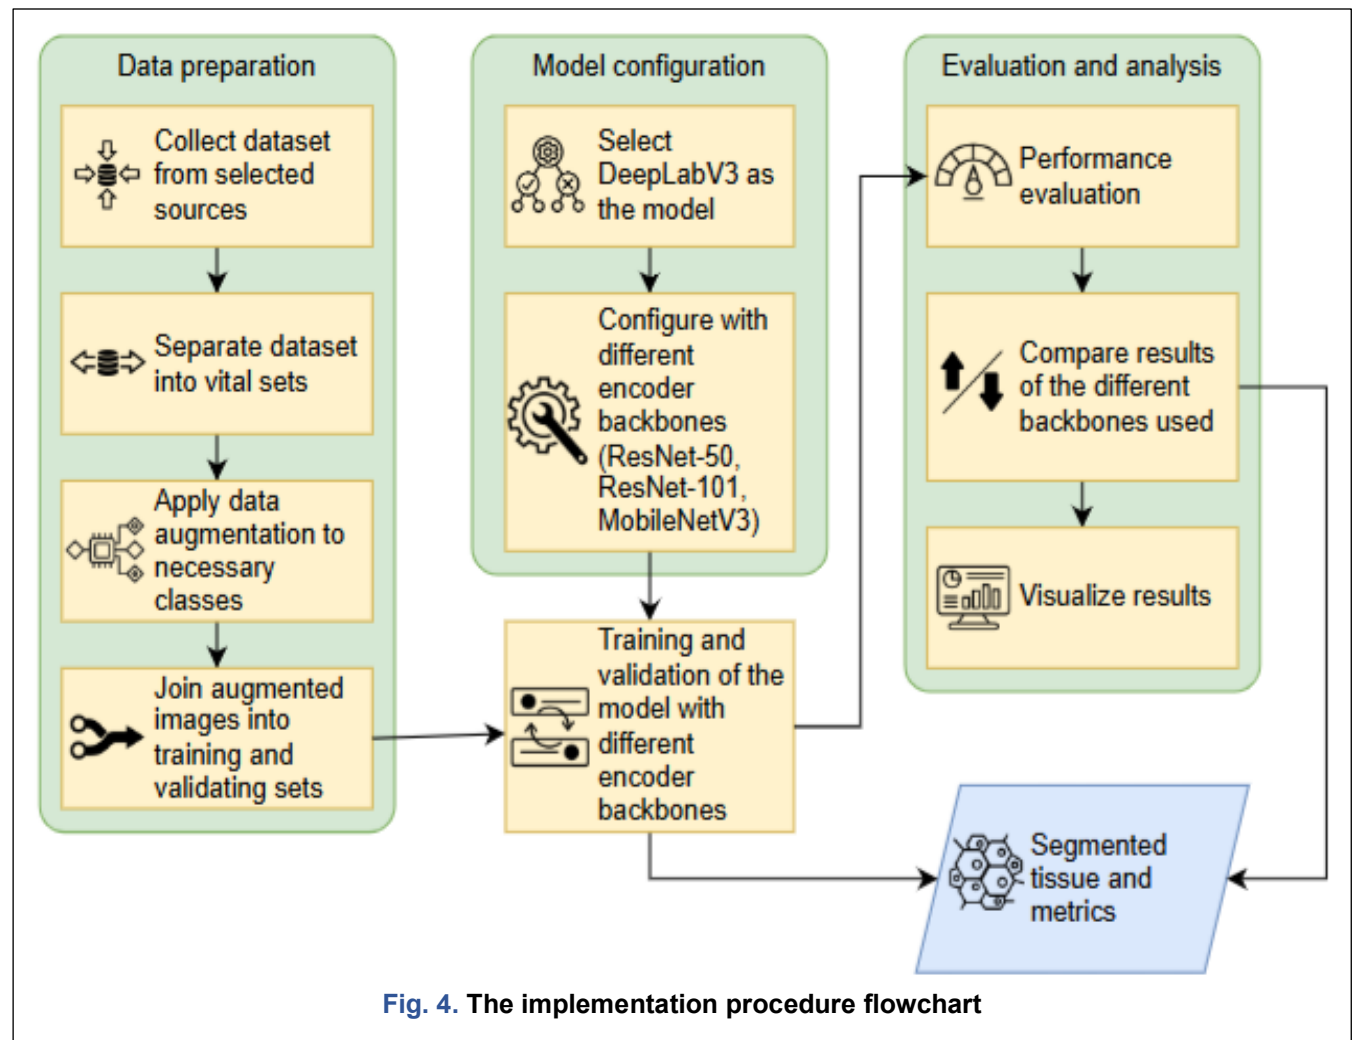 Data preparation
Collect dataset
from selected
sources
Separate dataset
into vital sets
Apply data
augmentation to
necessary
classes
Join augmented
images into
training and
validating sets
Model configuration
Select
DeepLabV3 as
the model
Configure with
different
encoder
backbones
(ResNet-50,
ResNet-101,
MobileNetV3)
Training and
validation of the
model with
different
encoder
backbones
Evaluation and analysis
Performance
evaluation
Compare results
of the different
backbones used
Visualize results
Segmented
tissue and
metrics
Fig. 4. The implementation procedure flowchart